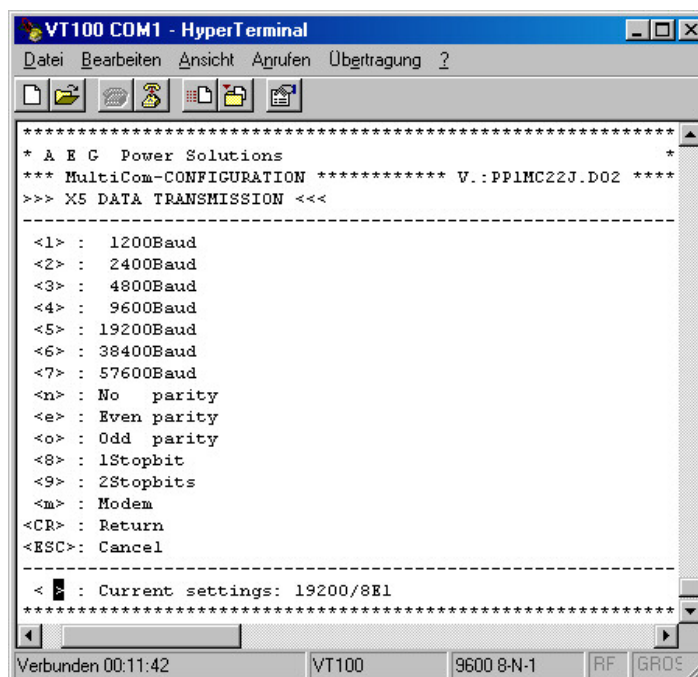 VT100 COM1 - HyperTerminal
Datei Bearbeiten Ansicht Anrufen Übertragung ?
****************************************************************
* A E G  Power Solutions                                       *
*** MultiCom-CONFIGURATION ************ V.:PP1MC22J.D02 ****
>>> X5 DATA TRANSMISSION <<<
----------------------------------------------------------------
<1> :  1200Baud
<2> :  2400Baud
<3> :  4800Baud
<4> :  9600Baud
<5> : 19200Baud
<6> : 38400Baud
<7> : 57600Baud
<n> : No   parity
<e> : Even parity
<o> : Odd  parity
<8> : 1Stopbit
<9> : 2Stopbits
<m> : Modem
<CR> : Return
<ESC>: Cancel
----------------------------------------------------------------
< > : Current settings: 19200/8E1
****************************************************************
Verbunden 00:11:42 VT100 9600 8-N-1 RF GROS